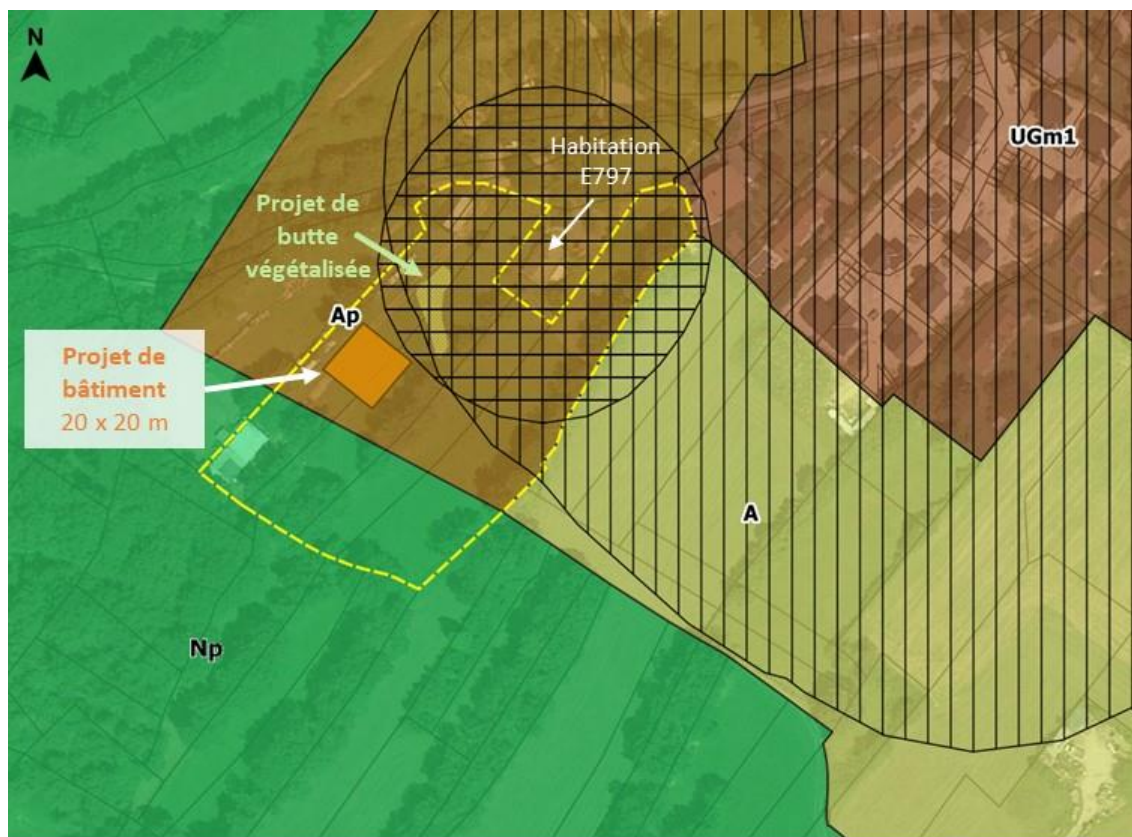 N
Habitation
E797
UGm1
Projet de
butte
végétalisée
Ap
Projet de
bâtiment
20 x 20 m
A
Np